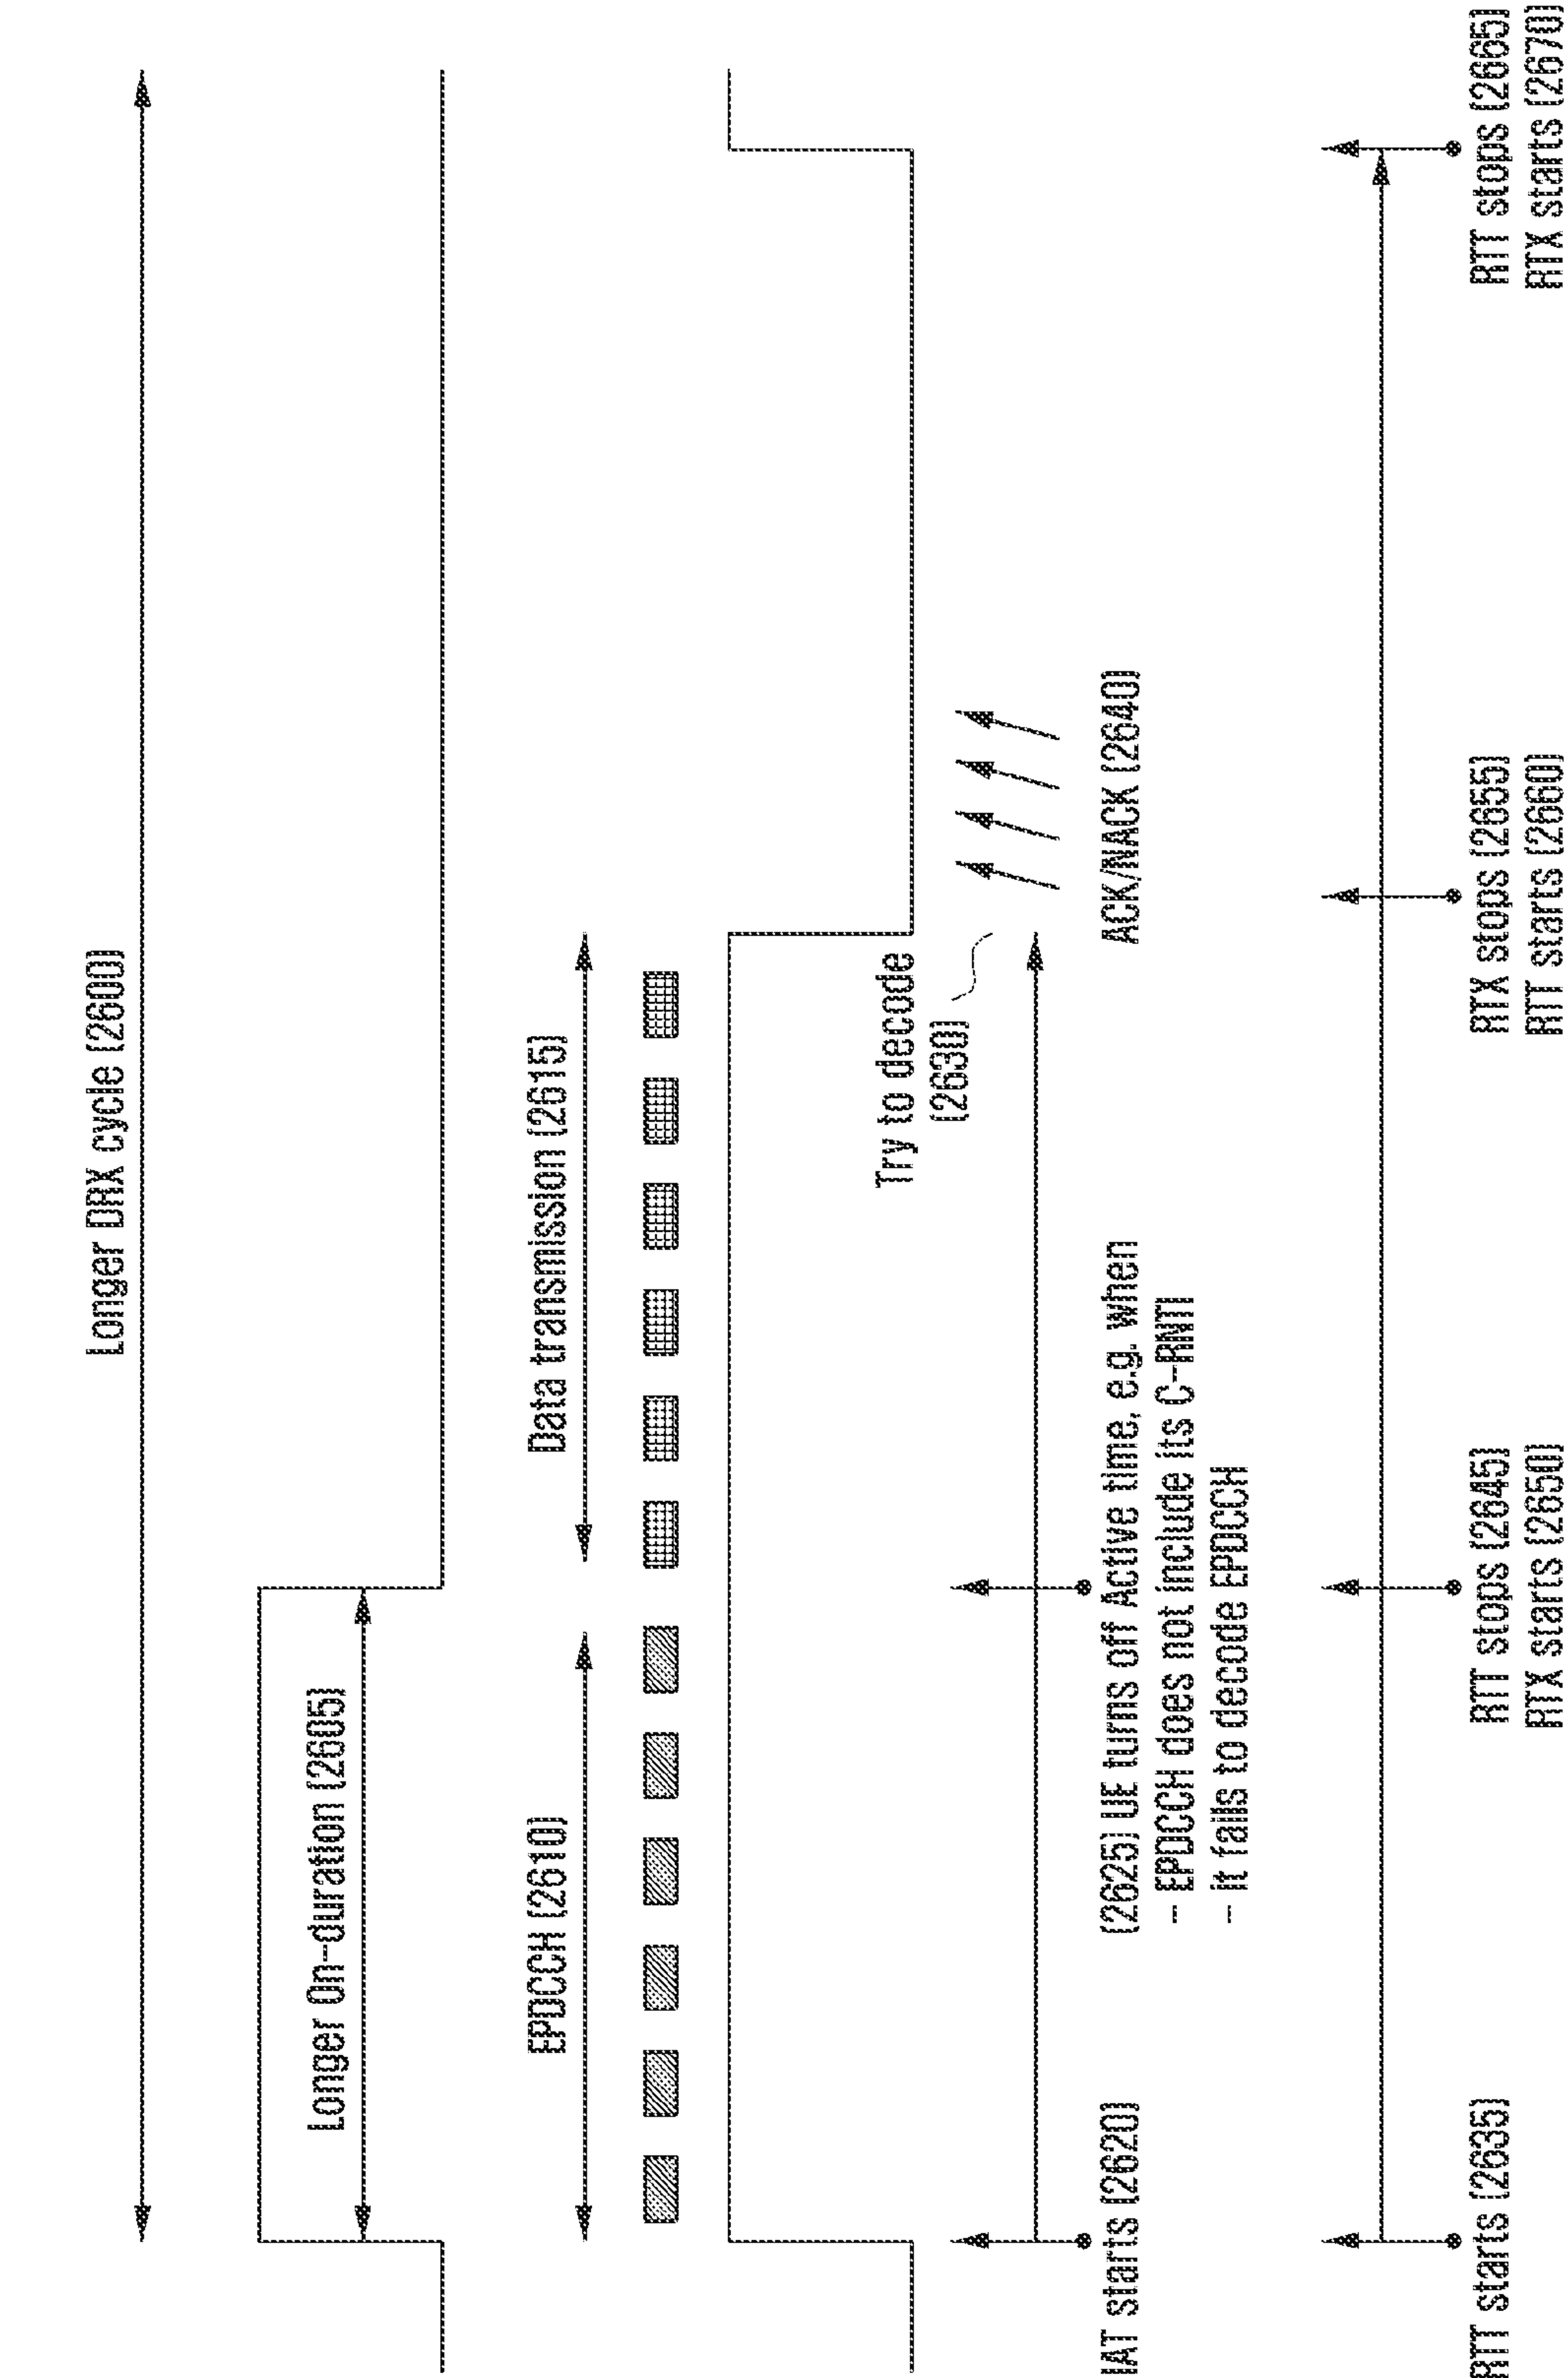 Longer DRX cycle (2600)
Longer On-duration (2605)
EPDCCH (2610)
Data transmission (2615)
Try to decode
(2630)
IAT starts (2620)
(2625) UE turns off Active time, e.g. when
- EPDCCH does not include its C-RNTI
- it fails to decode EPDCCH
ACK/NACK (2640)
RTT starts (2635)
RTT stops (2645)
RTX starts (2650)
RTX stops (2655)
RTT starts (2660)
RTT stops (2665)
RTX starts (2670)